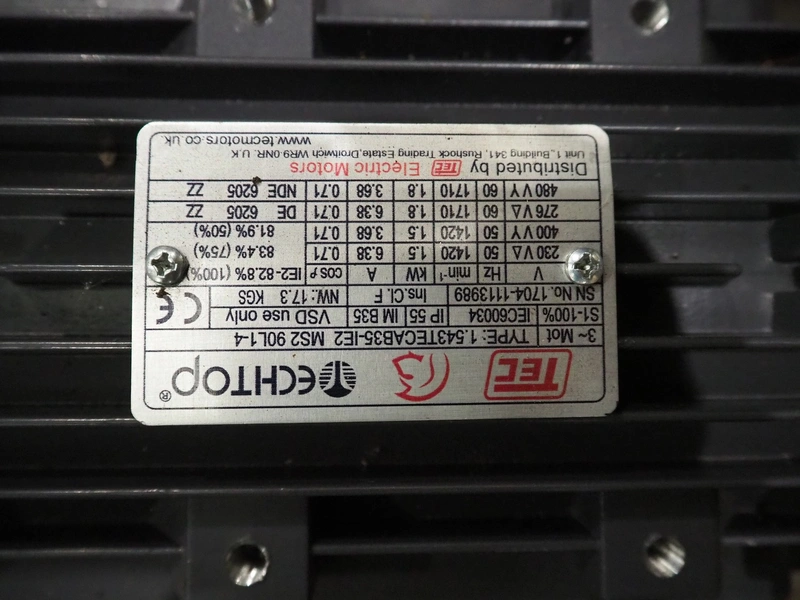 TEC TECHTOP®
3~ Mot TYPE: 1.543TECAB35-IE2 MS2 90L1-4
S1-100% IEC60034 IP 55 IM B35 VSD use only CE
SN No. 1704-1113989 Ins.Cl. F NW: 17.3 KGS
V Hz min⁻¹ kW A cos φ IE2-82.8% (100%)
230 V Δ 50 1420 1.5 6.38 0.71 83.4% (75%)
400 V Y 50 1420 1.5 3.68 0.71 81.9% (50%)
276 V Δ 60 1710 1.8 6.38 0.71 DE 6205 ZZ
480 V Y 60 1710 1.8 3.68 0.71 NDE 6205 ZZ
Distributed by TEC Electric Motors
Unit 1, Building 341, Rushock Trading Estate, Droitwich WR9 0NR. U.K
www.tecmotors.co.uk